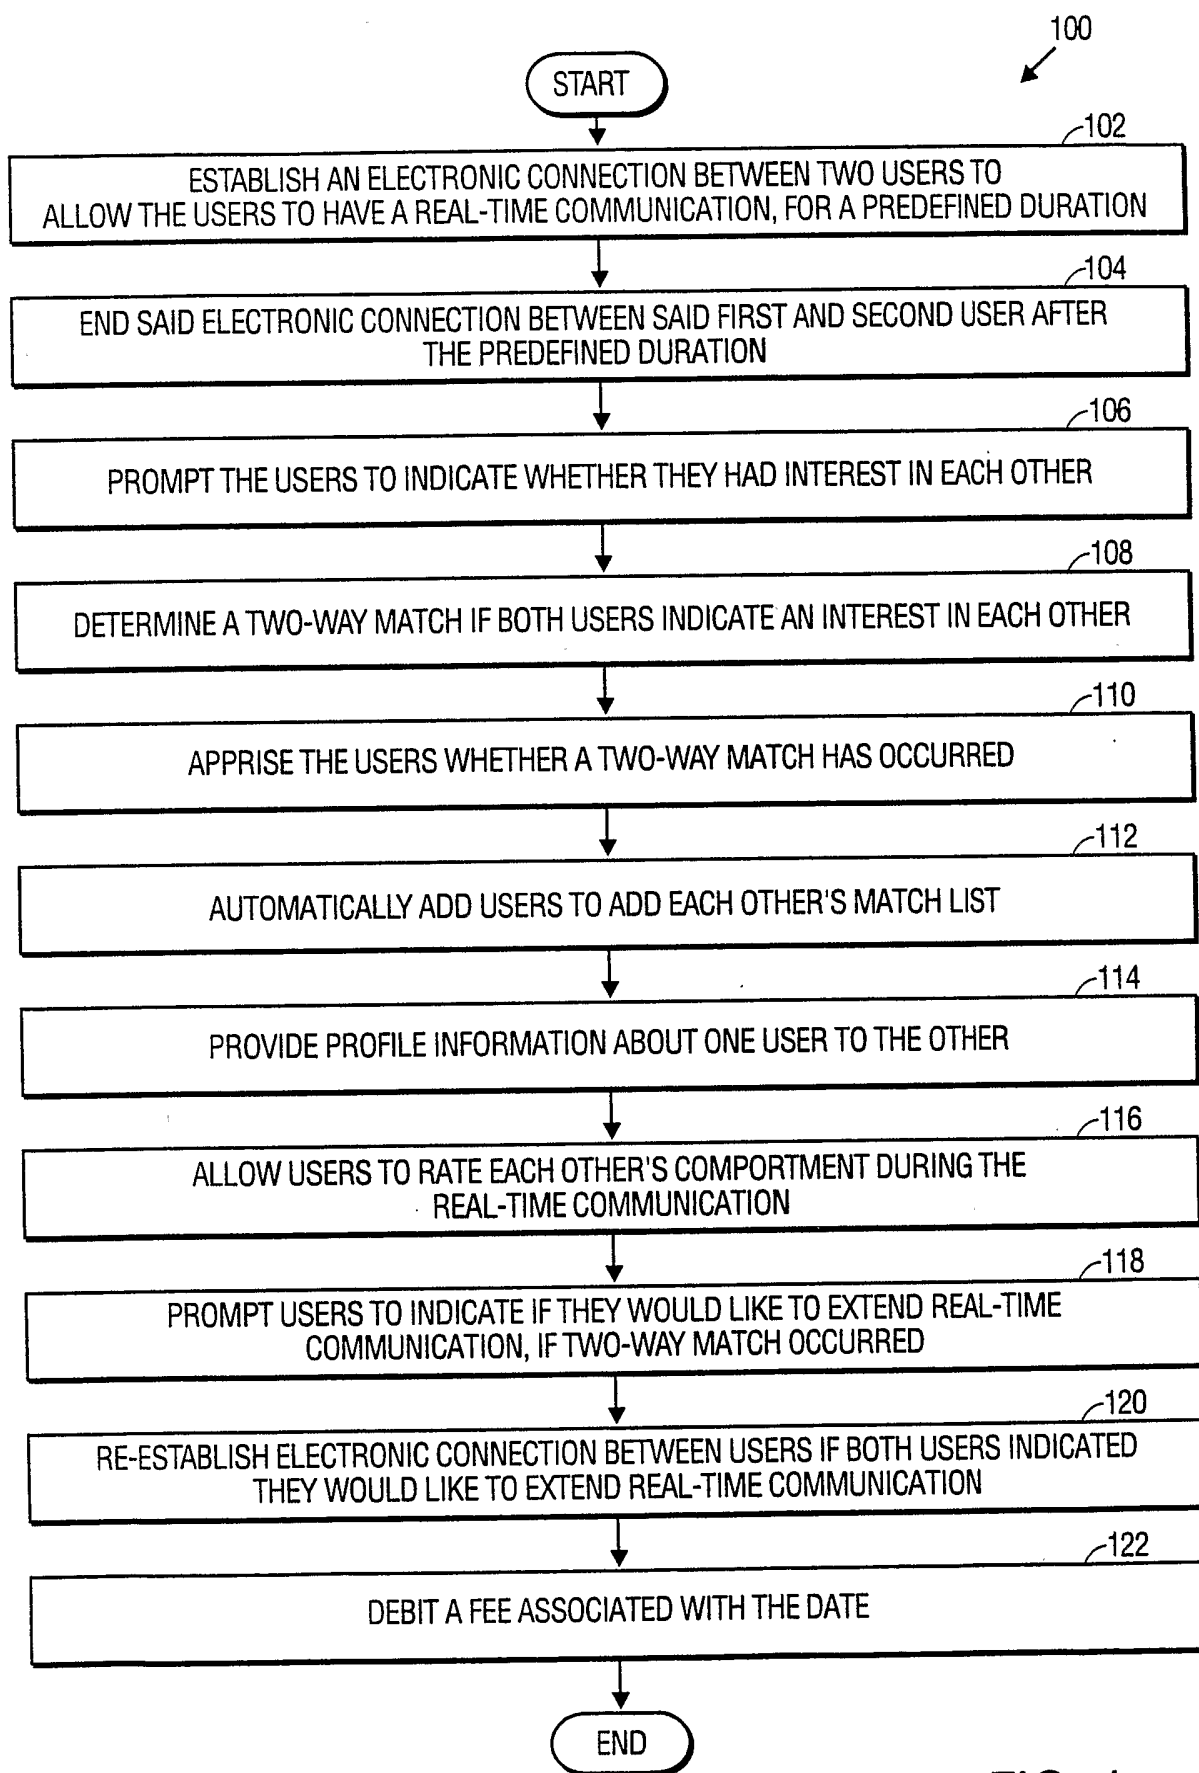 100
START
102
ESTABLISH AN ELECTRONIC CONNECTION BETWEEN TWO USERS TO
ALLOW THE USERS TO HAVE A REAL-TIME COMMUNICATION, FOR A PREDEFINED DURATION
104
END SAID ELECTRONIC CONNECTION BETWEEN SAID FIRST AND SECOND USER AFTER
THE PREDEFINED DURATION
106
PROMPT THE USERS TO INDICATE WHETHER THEY HAD INTEREST IN EACH OTHER
108
DETERMINE A TWO-WAY MATCH IF BOTH USERS INDICATE AN INTEREST IN EACH OTHER
110
APPRISE THE USERS WHETHER A TWO-WAY MATCH HAS OCCURRED
112
AUTOMATICALLY ADD USERS TO ADD EACH OTHER'S MATCH LIST
114
PROVIDE PROFILE INFORMATION ABOUT ONE USER TO THE OTHER
116
ALLOW USERS TO RATE EACH OTHER'S COMPORTMENT DURING THE
REAL-TIME COMMUNICATION
118
PROMPT USERS TO INDICATE IF THEY WOULD LIKE TO EXTEND REAL-TIME
COMMUNICATION, IF TWO-WAY MATCH OCCURRED
120
RE-ESTABLISH ELECTRONIC CONNECTION BETWEEN USERS IF BOTH USERS INDICATED
THEY WOULD LIKE TO EXTEND REAL-TIME COMMUNICATION
122
DEBIT A FEE ASSOCIATED WITH THE DATE
END